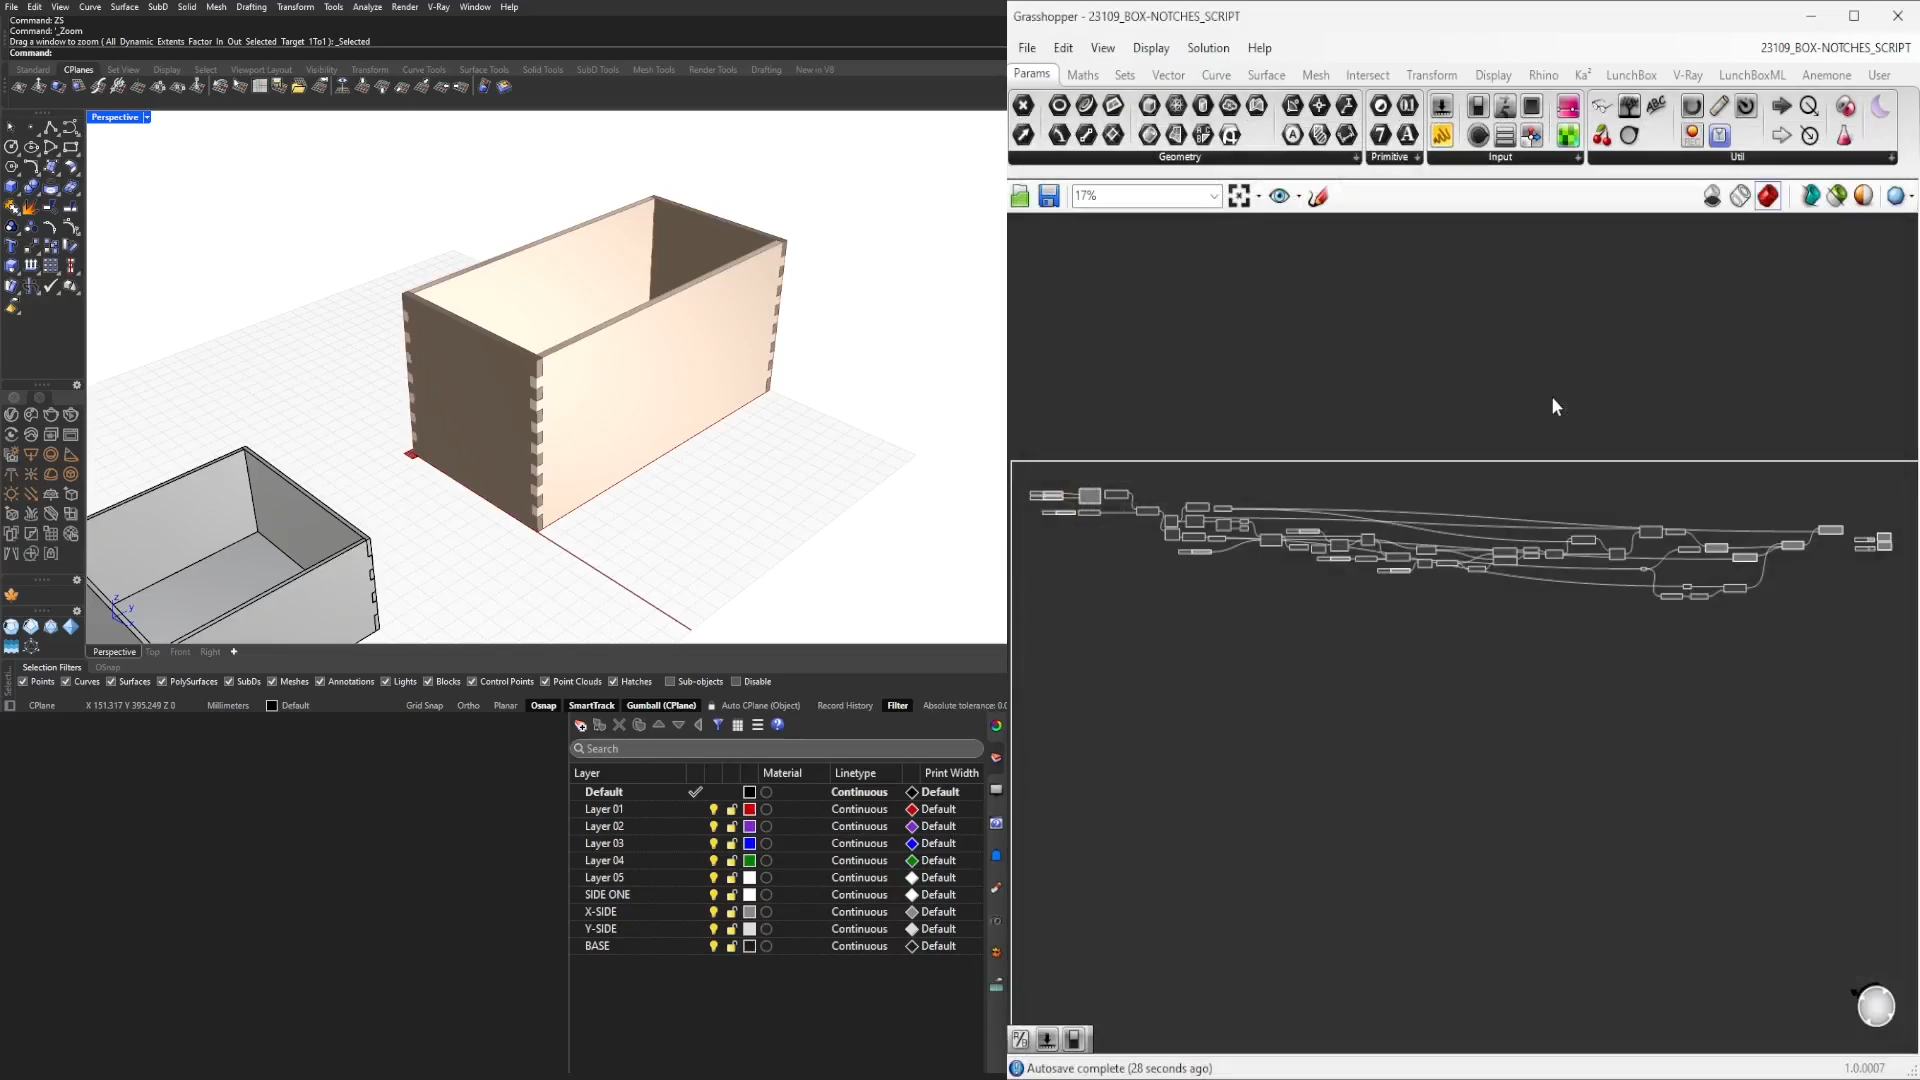 File Edit View Curve Surface SubD Solid Mesh Drafting Transform Tools Analyze Render V-Ray Window Help
Command: ZS
Command: '_Zoom
Drag a window to zoom ( All Dynamic Extents Factor In Out Selected Target 1To1 ): _Selected
Command:
Standard CPlanes Set View Display Select Viewport Layout Visibility Transform Curve Tools Surface Tools Solid Tools SubD Tools Mesh Tools Render Tools Drafting New in V8
Perspective
z
y
x
Perspective Top Front Right
Selection Filters OSnap
Points Curves Surfaces PolySurfaces SubDs Meshes Annotations Lights Blocks Control Points Point Clouds Hatches Sub-objects Disable
CPlane X 151.317 Y 395.249 Z 0 Millimeters Default Grid Snap Ortho Planar Osnap SmartTrack Gumball (CPlane) Auto CPlane (Object) Record History Filter Absolute tolerance: 0.0
Search
Layer Material Linetype Print Width
Default Continuous Default
Layer 01 Continuous Default
Layer 02 Continuous Default
Layer 03 Continuous Default
Layer 04 Continuous Default
Layer 05 Continuous Default
SIDE ONE Continuous Default
X-SIDE Continuous Default
Y-SIDE Continuous Default
BASE Continuous Default
Grasshopper - 23109_BOX-NOTCHES_SCRIPT
File Edit View Display Solution Help 23109_BOX-NOTCHES_SCRIPT
Params Maths Sets Vector Curve Surface Mesh Intersect Transform Display Rhino Ka² LunchBox V-Ray LunchBoxML Anemone User
Geometry Primitive Input Util
17%
Autosave complete (28 seconds ago) 1.0.0007